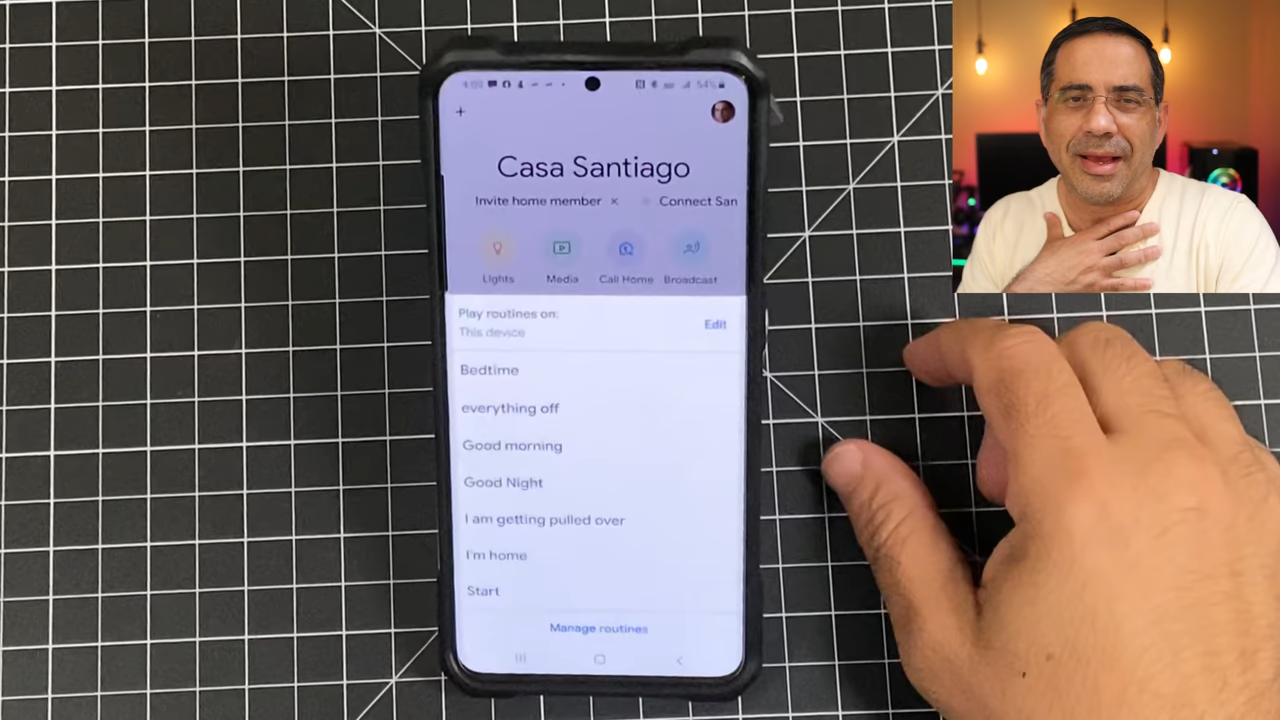 54%
+
Casa Santiago
Invite home member × Connect San
Lights Media Call Home Broadcast
Play routines on:
This device
Edit
Bedtime
everything off
Good morning
Good Night
I am getting pulled over
I'm home
Start
Manage routines